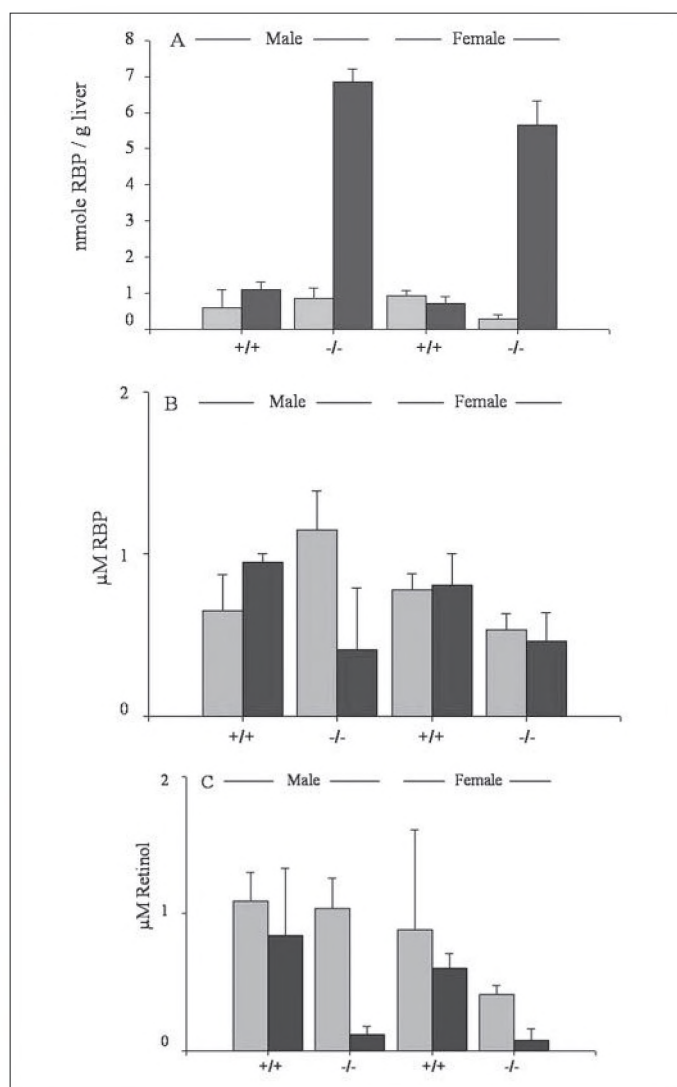 A Male Female
nmole RBP / g liver
8
7
6
5
4
3
2
1
0
+/+ -/- +/+ -/-
B Male Female
µM RBP
2
1
0
+/+ -/- +/+ -/-
C Male Female
µM Retinol
2
1
0
+/+ -/- +/+ -/-